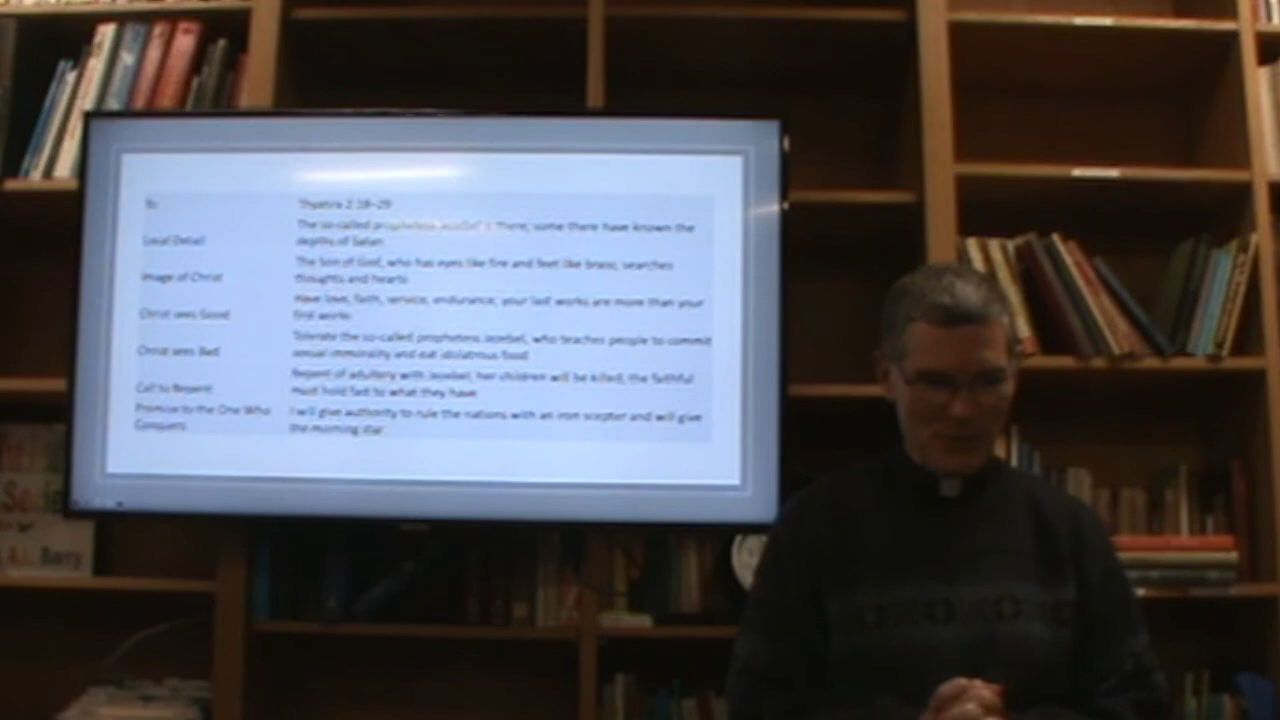 To Thyatira 2:18–29
Local Detail The so-called prophetess Jezebel is there; some there have known the
depths of Satan
Image of Christ The Son of God, who has eyes like fire and feet like brass; searches
thoughts and hearts
Christ sees Good Have love, faith, service, endurance; your last works are more than your
first works
Christ sees Bad Tolerate the so-called prophetess Jezebel, who teaches people to commit
sexual immorality and eat idolatrous food
Call to Repent Repent of adultery with Jezebel; her children will be killed; the faithful
must hold fast to what they have
Promise to the One Who
Conquers I will give authority to rule the nations with an iron scepter and will give
the morning star
Barry